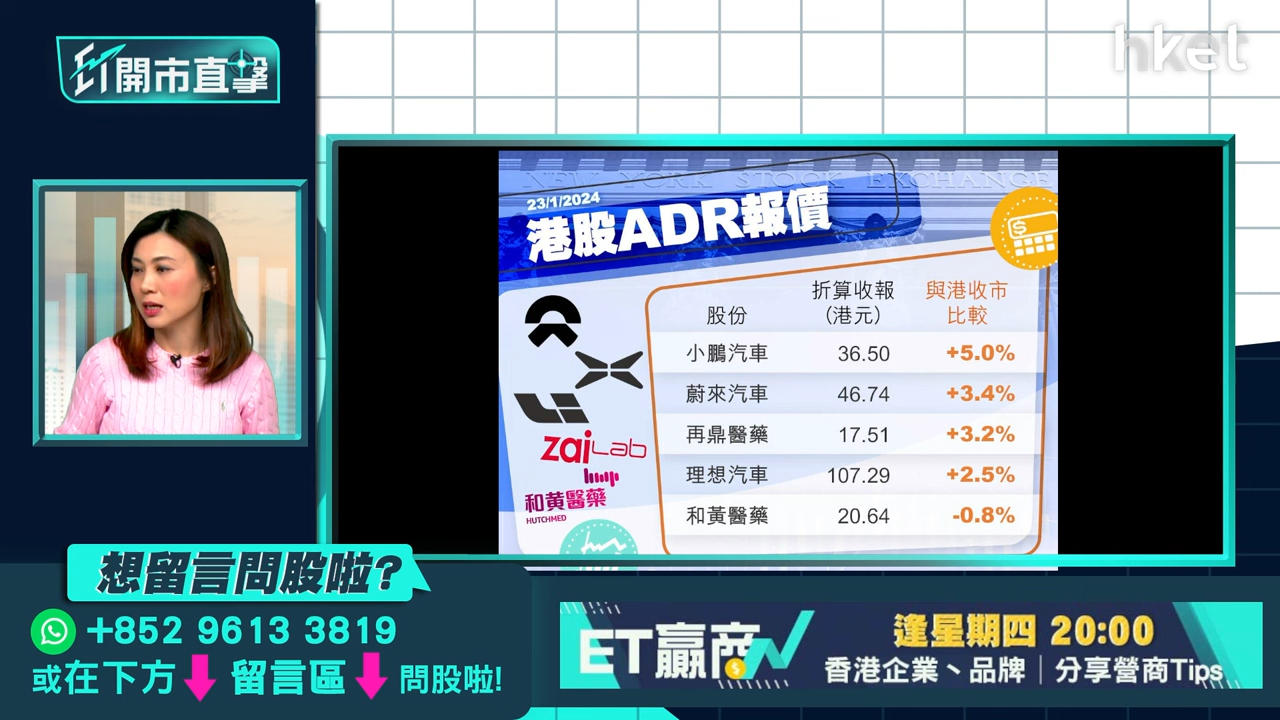 ET開市直擊
hket
NEW YORK STOCK EXCHANGE
23/1/2024
港股ADR報價
股份 折算收報(港元) 與港收市比較
小鵬汽車 36.50 +5.0%
蔚來汽車 46.74 +3.4%
再鼎醫藥 17.51 +3.2%
理想汽車 107.29 +2.5%
和黃醫藥 20.64 -0.8%
zaiLab
和黄醫藥
HUTCHMED
想留言問股啦?
+852 9613 3819
或在下方 留言區 問股啦!
ET贏商
逢星期四 20:00
香港企業、品牌|分享營商Tips